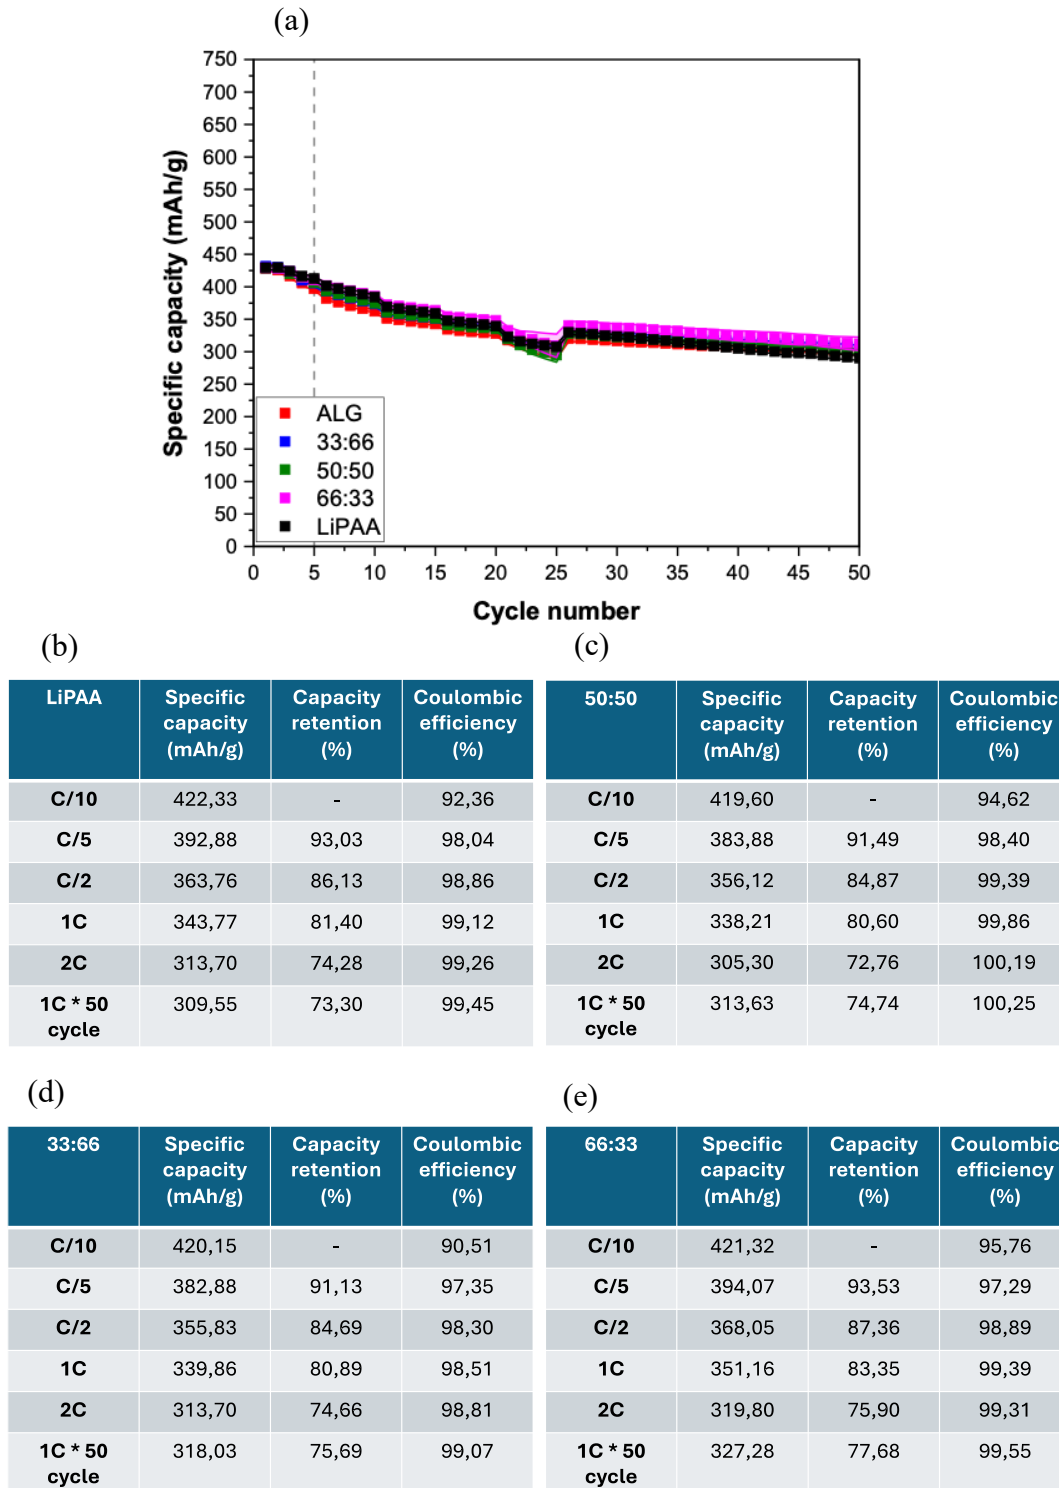 (a)
750
700
650
600
550
500
450
400
350
300
250
200
150
100
50
0
Specific capacity (mAh/g)
ALG
33:66
50:50
66:33
LiPAA
0 5 10 15 20 25 30 35 40 45 50
Cycle number
(b)
LiPAA Specific capacity (mAh/g) Capacity retention (%) Coulombic efficiency (%)
C/10 422,33 - 92,36
C/5 392,88 93,03 98,04
C/2 363,76 86,13 98,86
1C 343,77 81,40 99,12
2C 313,70 74,28 99,26
1C * 50 cycle 309,55 73,30 99,45
(c)
50:50 Specific capacity (mAh/g) Capacity retention (%) Coulombic efficiency (%)
C/10 419,60 - 94,62
C/5 383,88 91,49 98,40
C/2 356,12 84,87 99,39
1C 338,21 80,60 99,86
2C 305,30 72,76 100,19
1C * 50 cycle 313,63 74,74 100,25
(d)
33:66 Specific capacity (mAh/g) Capacity retention (%) Coulombic efficiency (%)
C/10 420,15 - 90,51
C/5 382,88 91,13 97,35
C/2 355,83 84,69 98,30
1C 339,86 80,89 98,51
2C 313,70 74,66 98,81
1C * 50 cycle 318,03 75,69 99,07
(e)
66:33 Specific capacity (mAh/g) Capacity retention (%) Coulombic efficiency (%)
C/10 421,32 - 95,76
C/5 394,07 93,53 97,29
C/2 368,05 87,36 98,89
1C 351,16 83,35 99,39
2C 319,80 75,90 99,31
1C * 50 cycle 327,28 77,68 99,55